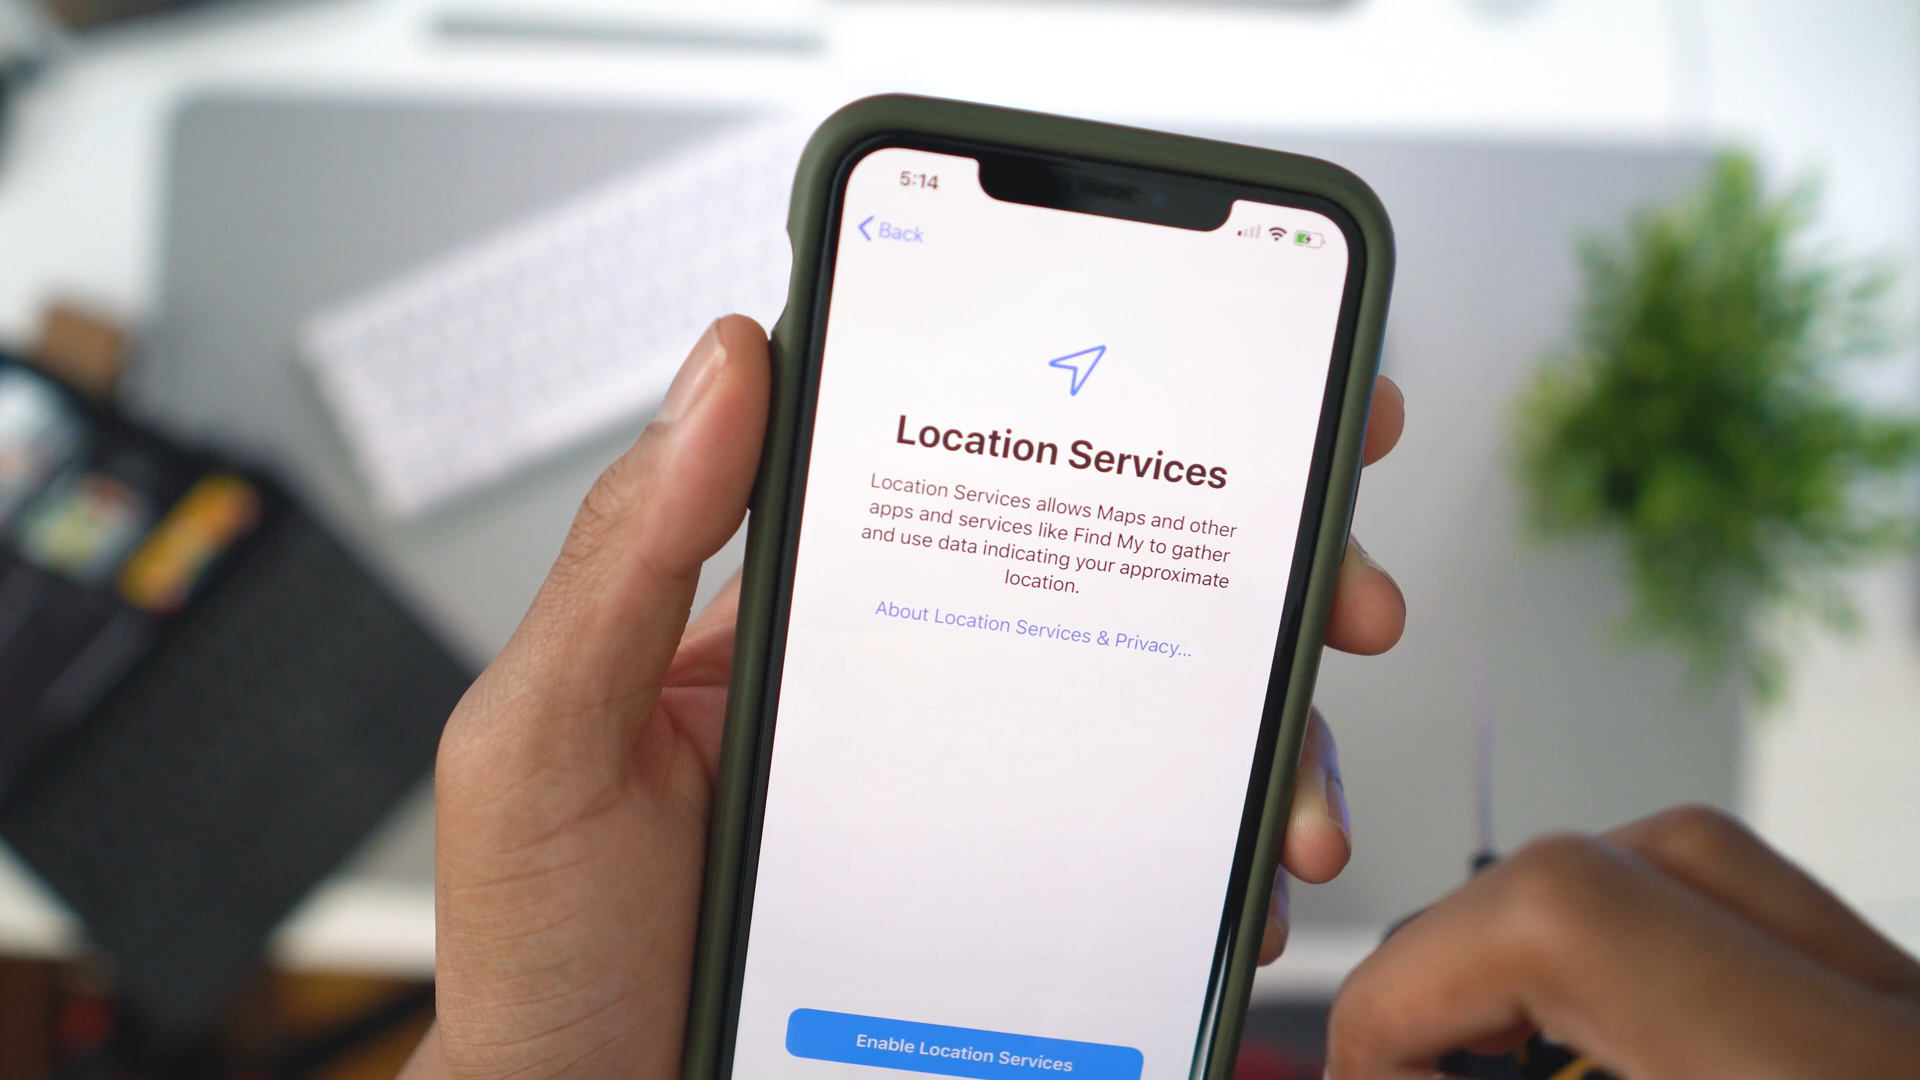 5:14
Back
Location Services
Location Services allows Maps and other
apps and services like Find My to gather
and use data indicating your approximate
location.
About Location Services & Privacy...
Enable Location Services